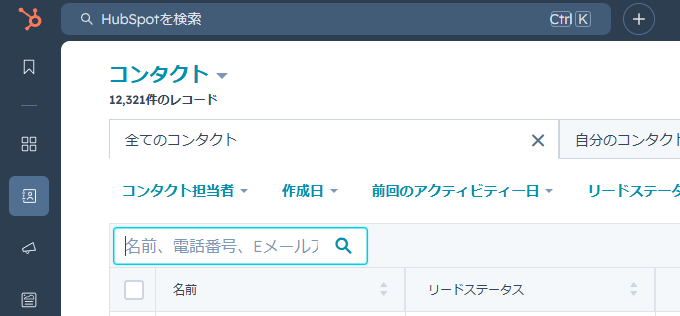 HubSpotを検索 Ctrl K
コンタクト
12,321件のレコード
全てのコンタクト 自分のコンタクト
コンタクト担当者 作成日 前回のアクティビティー日 リードステータ
名前、電話番号、Eメールア
名前 リードステータス